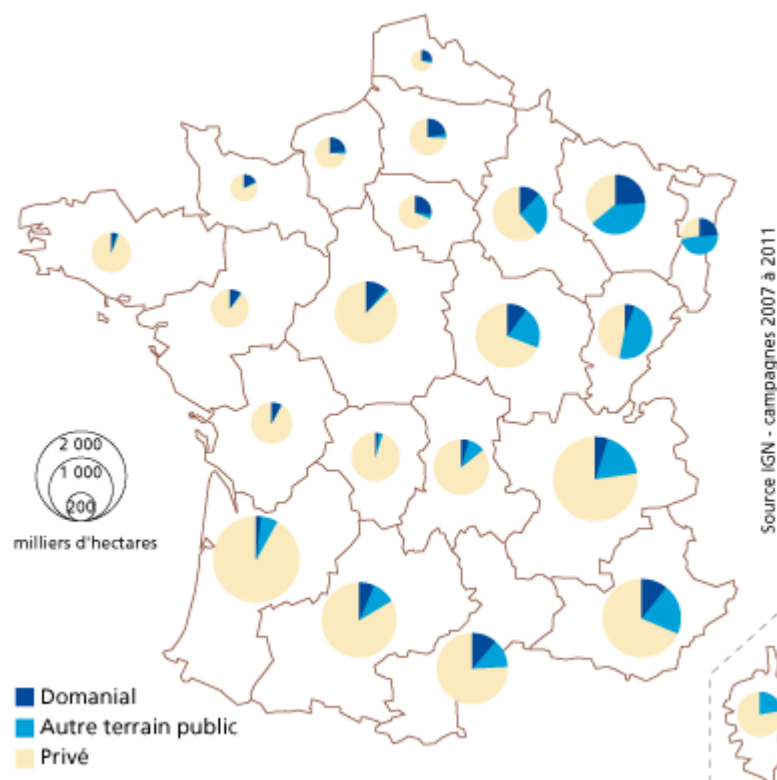 2 000
1 000
200
milliers d'hectares
Domanial
Autre terrain public
Privé
Source IGN - campagnes 2007 à 2011